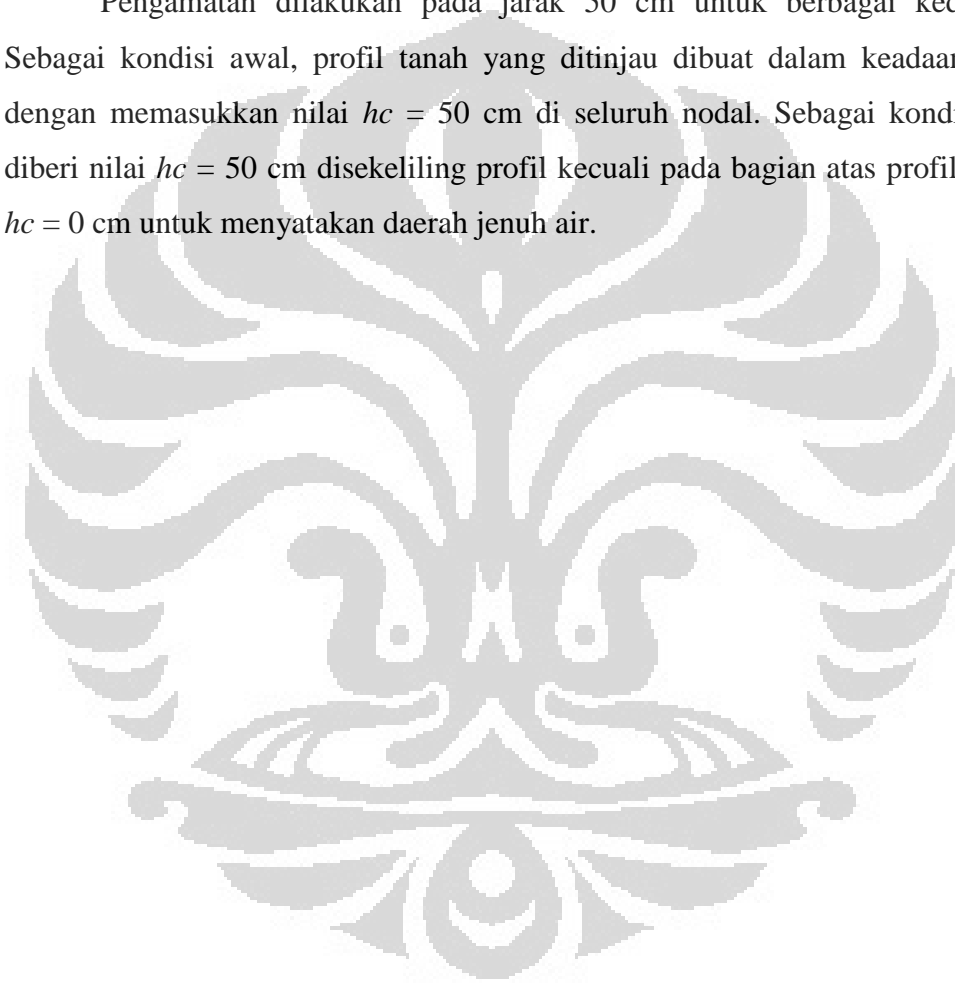 Pengamatan dilakukan pada jarak 50 cm untuk berbagai
Sebagai kondisi awal, profil tanah yang ditinjau dibuat dalam keadaan
dengan memasukkan nilai hc = 50 cm di seluruh nodal. Sebagai
diberi nilai hc = 50 cm disekeliling profil kecuali pada bagian atas profil
hc = 0 cm untuk menyatakan daerah jenuh air.